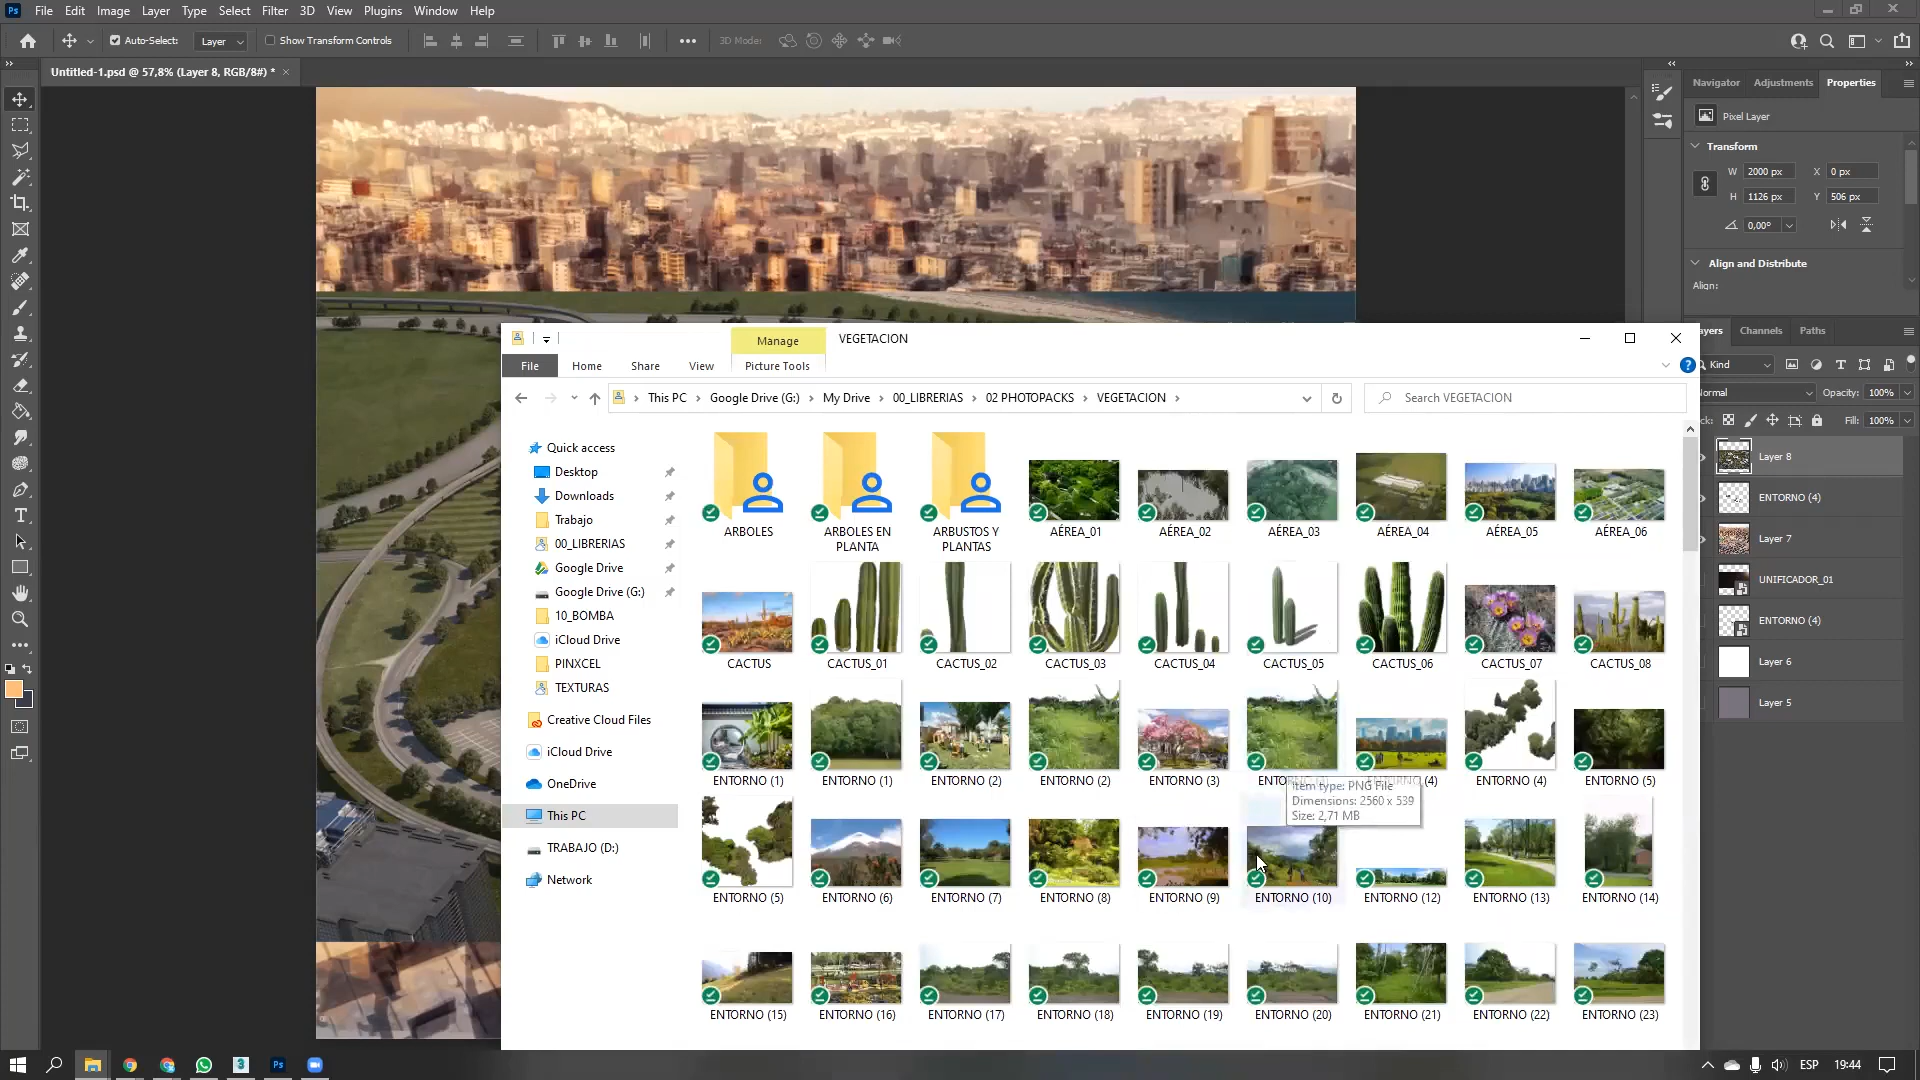 File Edit Image Layer Type Select Filter 3D View Plugins Window Help
Auto-Select: Layer Show Transform Controls 3D Mode:
Untitled-1.psd @ 57,8% (Layer 8, RGB/8#) *
Navigator Adjustments Properties
Pixel Layer
Transform
W 2000 px X 0 px
H 1126 px Y 506 px
0,00°
Align and Distribute
Align:
ayers Channels Paths
Kind
ormal Opacity: 100%
ck: Fill: 100%
Layer 8
ENTORNO (4)
Layer 7
UNIFICADOR_01
ENTORNO (4)
Layer 6
Layer 5
Manage VEGETACION
File Home Share View Picture Tools
This PC Google Drive (G:) My Drive 00_LIBRERIAS 02 PHOTOPACKS VEGETACION
Search VEGETACION
Quick access
Desktop
Downloads
Trabajo
00_LIBRERIAS
Google Drive
Google Drive (G:)
10_BOMBA
iCloud Drive
PINXCEL
TEXTURAS
Creative Cloud Files
iCloud Drive
OneDrive
This PC
TRABAJO (D:)
Network
ARBOLES ARBOLES EN PLANTA ARBUSTOS Y PLANTAS AÉREA_01 AÉREA_02 AÉREA_03 AÉREA_04 AÉREA_05 AÉREA_06
CACTUS CACTUS_01 CACTUS_02 CACTUS_03 CACTUS_04 CACTUS_05 CACTUS_06 CACTUS_07 CACTUS_08
ENTORNO (1) ENTORNO (1) ENTORNO (2) ENTORNO (2) ENTORNO (3) ENTORNO (4) ENTORNO (4) ENTORNO (5)
Item type: PNG File
Dimensions: 2560 x 539
Size: 2,71 MB
ENTORNO (5) ENTORNO (6) ENTORNO (7) ENTORNO (8) ENTORNO (9) ENTORNO (10) ENTORNO (12) ENTORNO (13) ENTORNO (14)
ENTORNO (15) ENTORNO (16) ENTORNO (17) ENTORNO (18) ENTORNO (19) ENTORNO (20) ENTORNO (21) ENTORNO (22) ENTORNO (23)
ESP 19:44